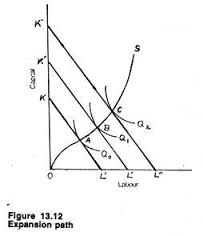 K"
K'
K
Capital
S
C
B
A
Q₂
Q₁
Q₀
O
L
L'
L"
Labour
Figure 13.12
Expansion path